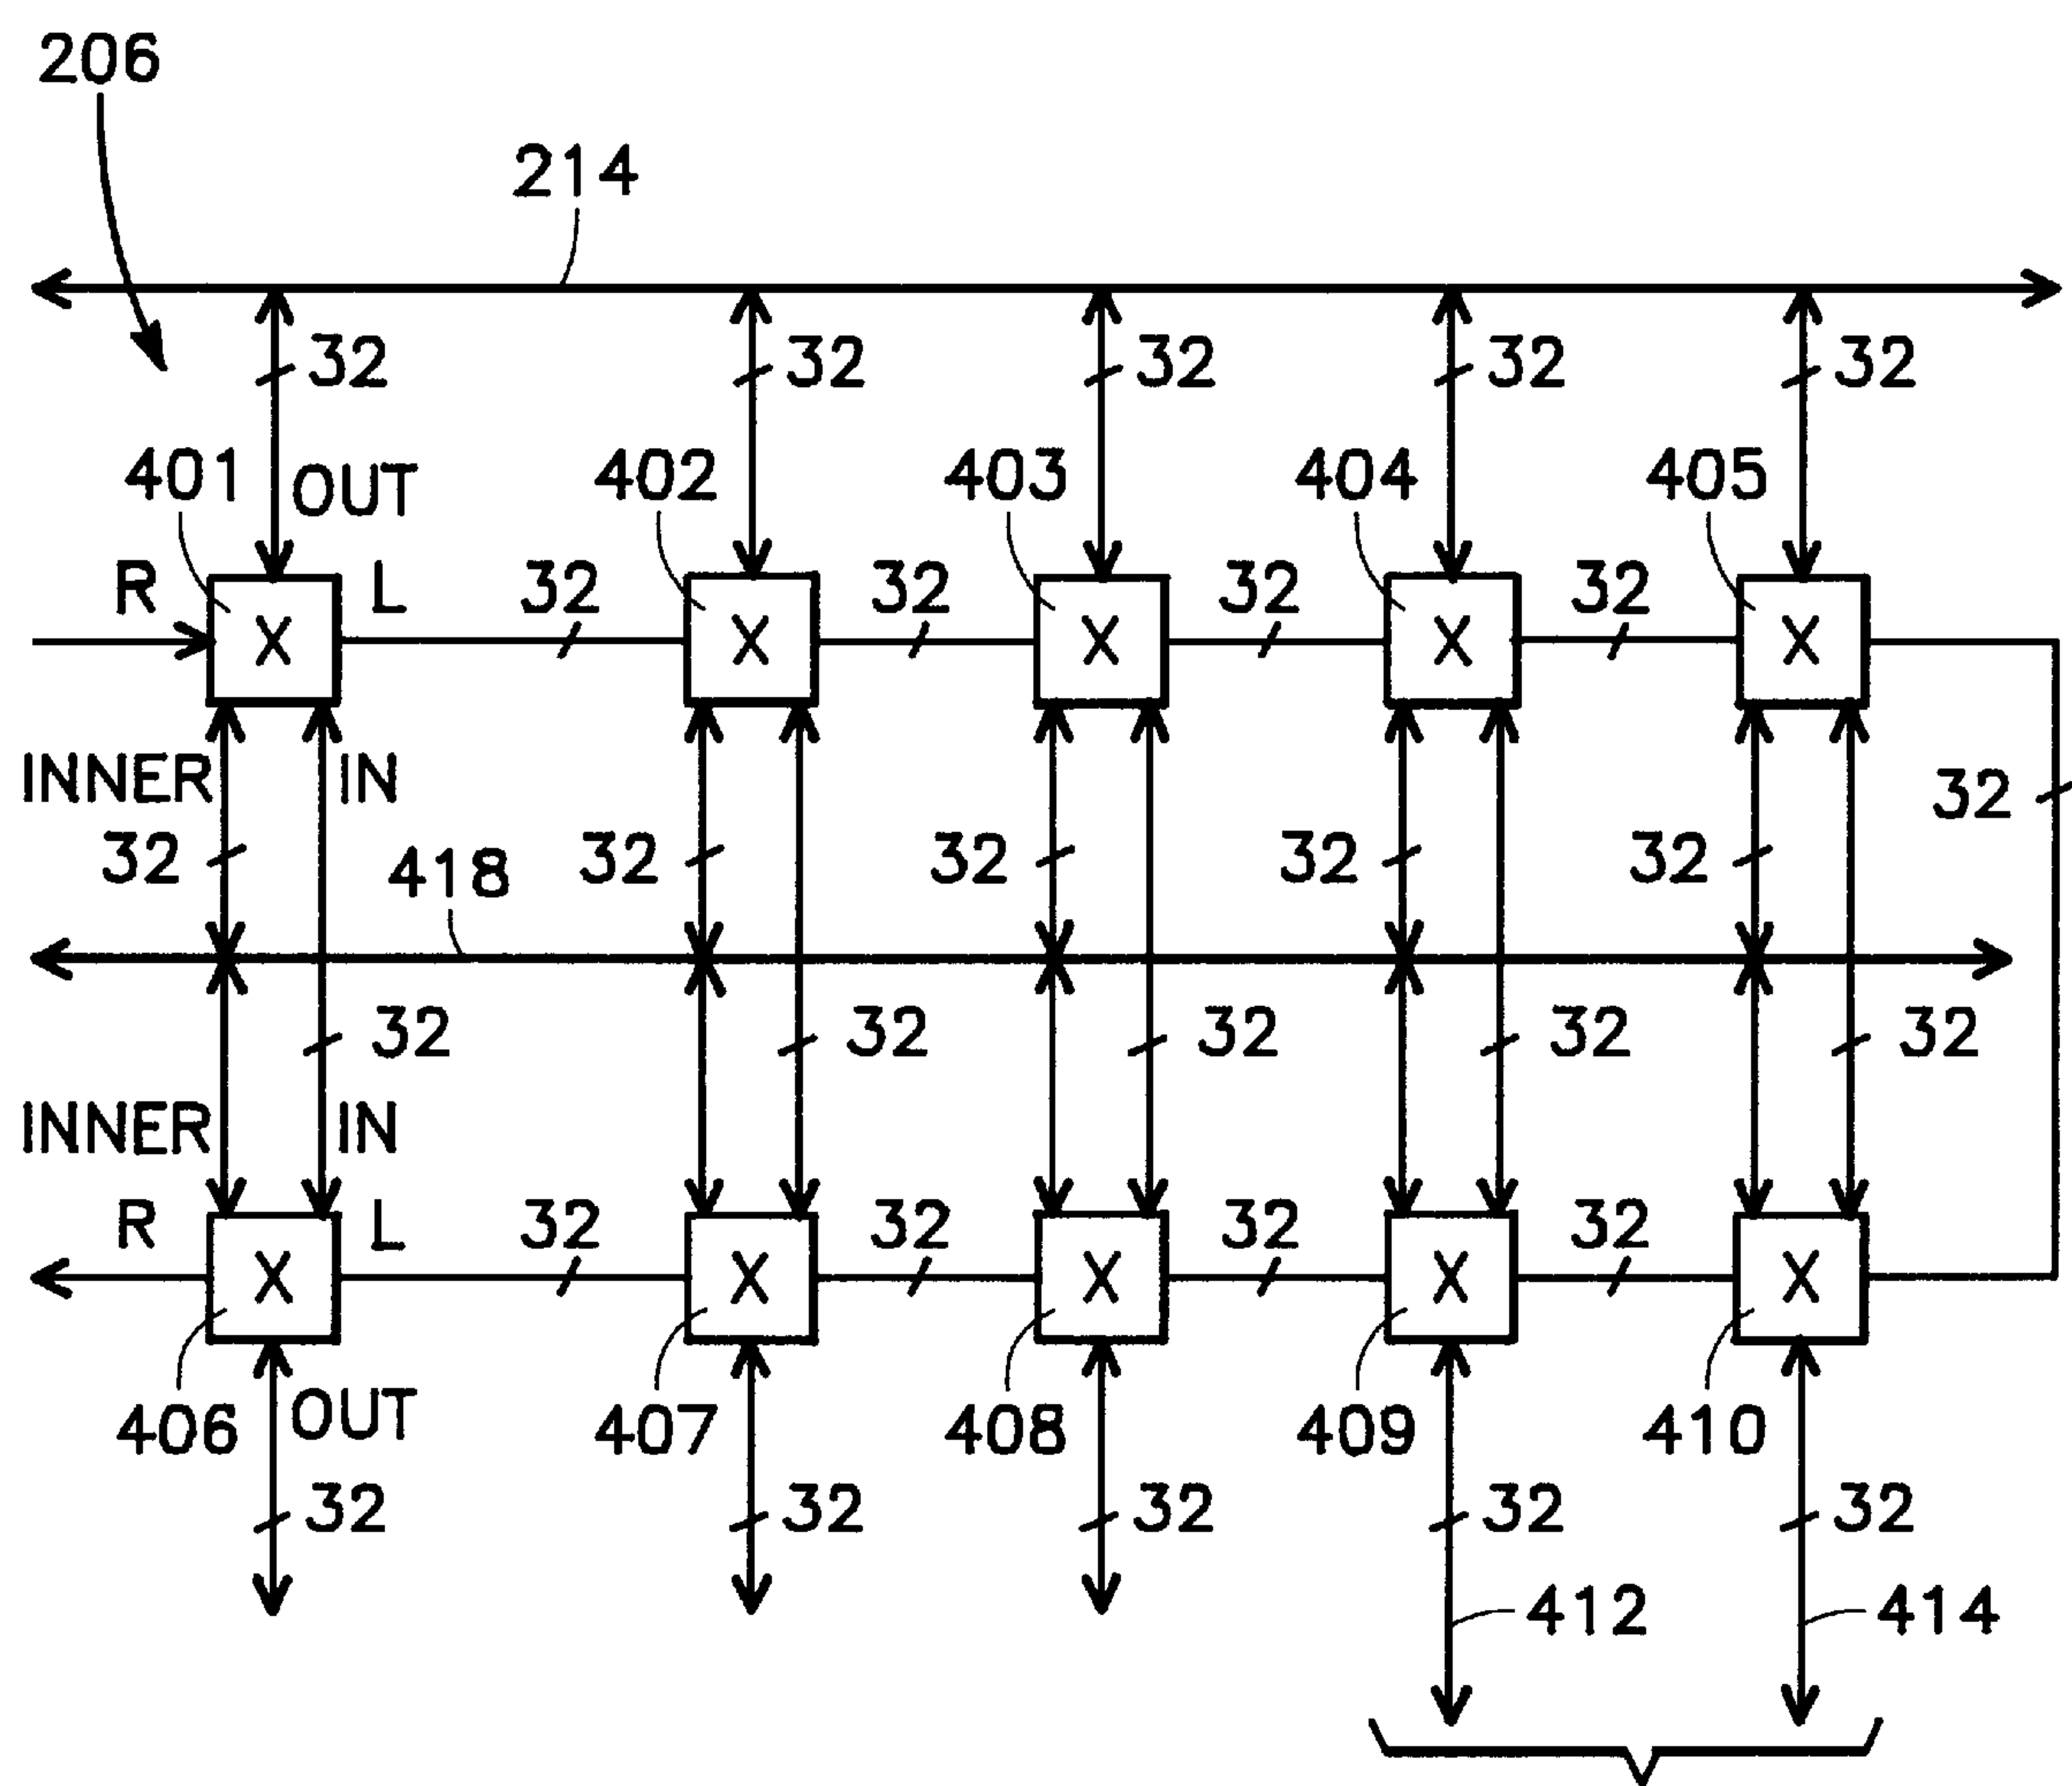 206
214
32 32 32 32 32
401 OUT 402 403 404 405
R L 32 32 32 32
X X X X X
INNER IN 32
32 418 32 32 32 32
32 32 32 32 32
INNER IN
R L 32 32 32 32
X X X X X
406 OUT 407 408 409 410
32 32 32 32 32
412 414